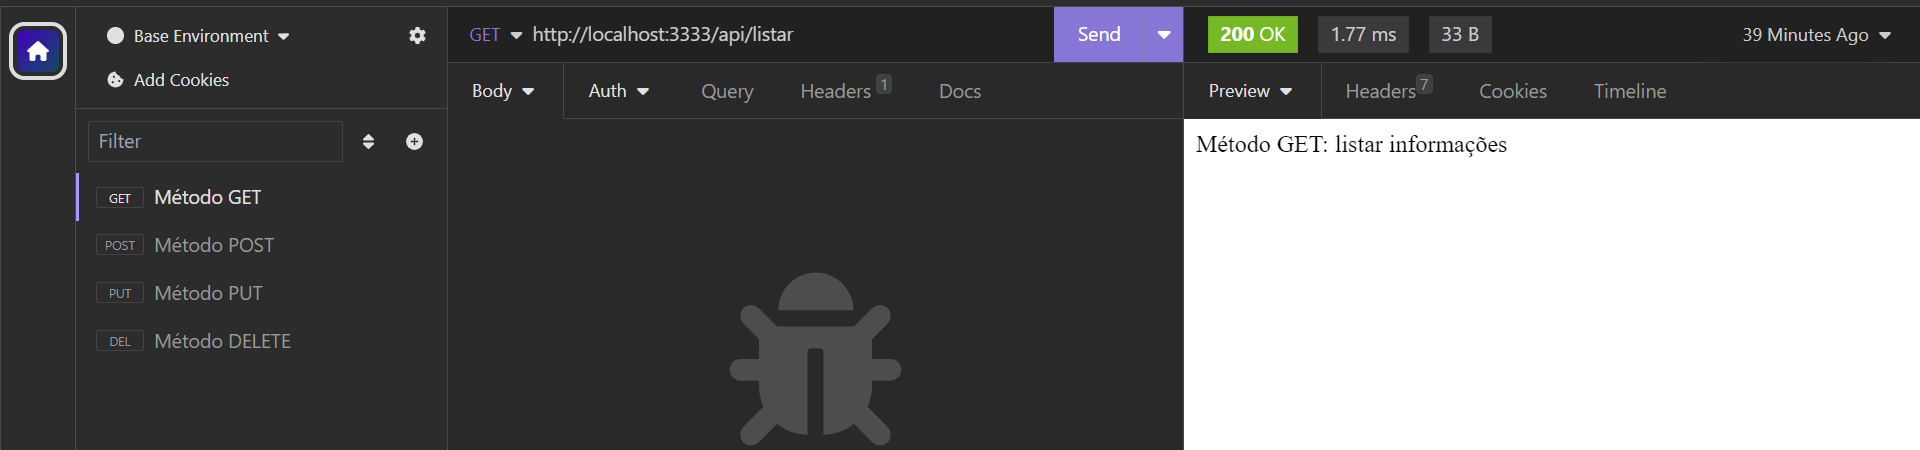 Base Environment
Add Cookies
Filter
GET Método GET
POST Método POST
PUT Método PUT
DEL Método DELETE
GET http://localhost:3333/api/listar Send
Body Auth Query Headers 1 Docs
200 OK 1.77 ms 33 B 39 Minutes Ago
Preview Headers 7 Cookies Timeline
Método GET: listar informações